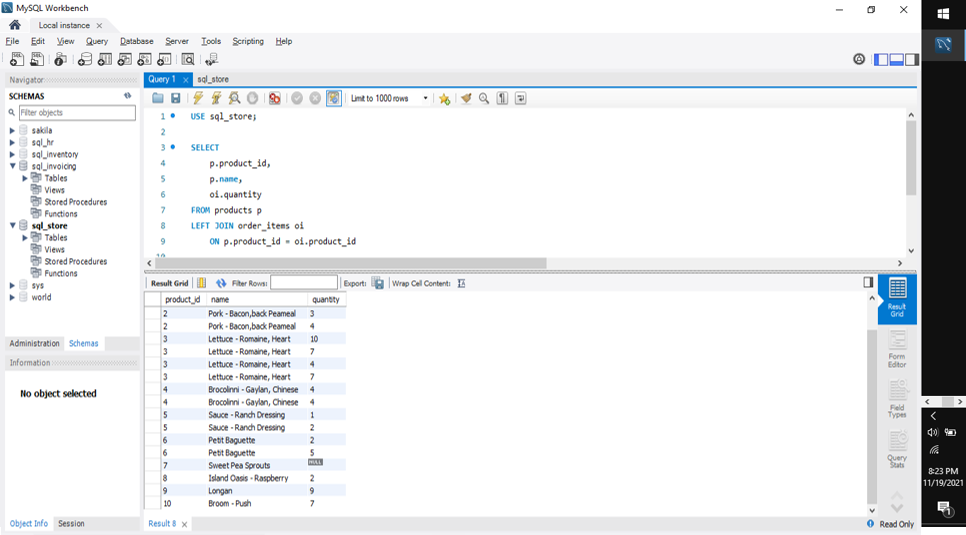 MySQL Workbench
Local instance
File Edit View Query Database Server Tools Scripting Help
Navigator
SCHEMAS
Filter objects
sakila
sql_hr
sql_inventory
sql_invoicing
Tables
Views
Stored Procedures
Functions
sql_store
Tables
Views
Stored Procedures
Functions
sys
world
Administration Schemas
Information
No object selected
Object Info Session
Query 1 sql_store
Limit to 1000 rows
1 USE sql_store;
2
3 SELECT
4 p.product_id,
5 p.name,
6 oi.quantity
7 FROM products p
8 LEFT JOIN order_items oi
9 ON p.product_id = oi.product_id
10
Result Grid Filter Rows: Export: Wrap Cell Content:
product_id name quantity
2 Pork - Bacon,back Peameal 3
2 Pork - Bacon,back Peameal 4
3 Lettuce - Romaine, Heart 10
3 Lettuce - Romaine, Heart 7
3 Lettuce - Romaine, Heart 4
3 Lettuce - Romaine, Heart 7
4 Brocolinni - Gaylan, Chinese 4
4 Brocolinni - Gaylan, Chinese 4
5 Sauce - Ranch Dressing 1
5 Sauce - Ranch Dressing 2
6 Petit Baguette 2
6 Petit Baguette 5
7 Sweet Pea Sprouts NULL
8 Island Oasis - Raspberry 2
9 Longan 9
10 Broom - Push 7
Result 8
Result
Grid
Form
Editor
Field
Types
Query
Stats
Read Only
8:23 PM
11/19/2021
1